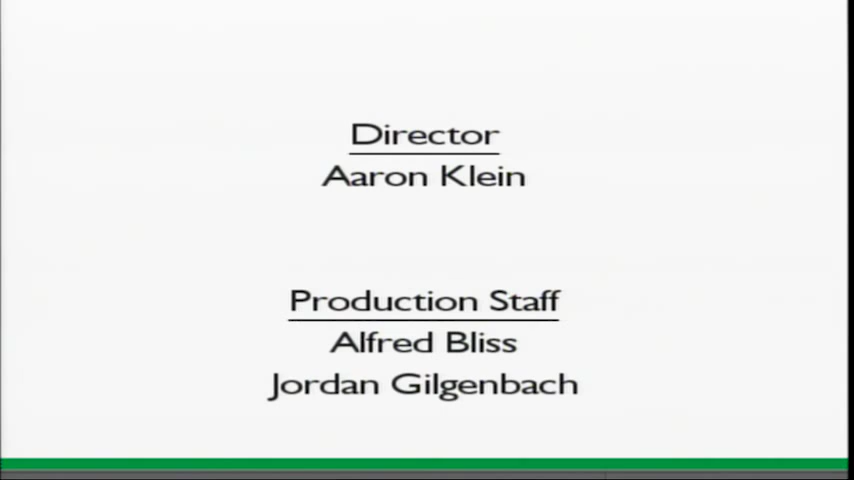 Director
Aaron Klein
Production Staff
Alfred Bliss
Jordan Gilgenbach